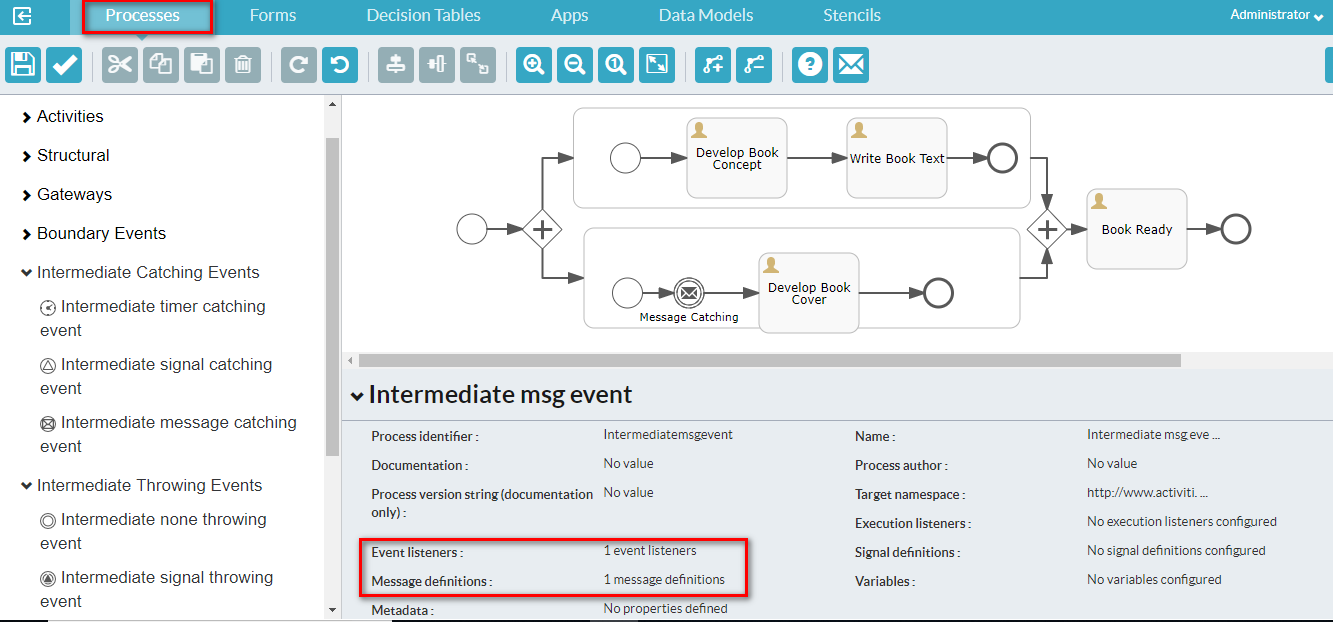 Processes
Forms
Decision Tables
Apps
Data Models
Stencils
Administrator
1
?
Activities
Structural
Gateways
Boundary Events
Intermediate Catching Events
Intermediate timer catching
event
Intermediate signal catching
event
Intermediate message catching
event
Intermediate Throwing Events
Intermediate none throwing
event
Intermediate signal throwing
event
Develop Book
Concept
Write Book Text
Book Ready
Message Catching
Develop Book
Cover
Intermediate msg event
Process identifier :
Intermediatemsgevent
Name :
Intermediate msg eve ...
Documentation :
No value
Process author :
No value
Process version string (documentation
only) :
No value
Target namespace :
http://www.activiti. ...
Execution listeners :
No execution listeners configured
Event listeners :
1 event listeners
Signal definitions :
No signal definitions configured
Message definitions :
1 message definitions
Variables :
No variables configured
Metadata :
No properties defined